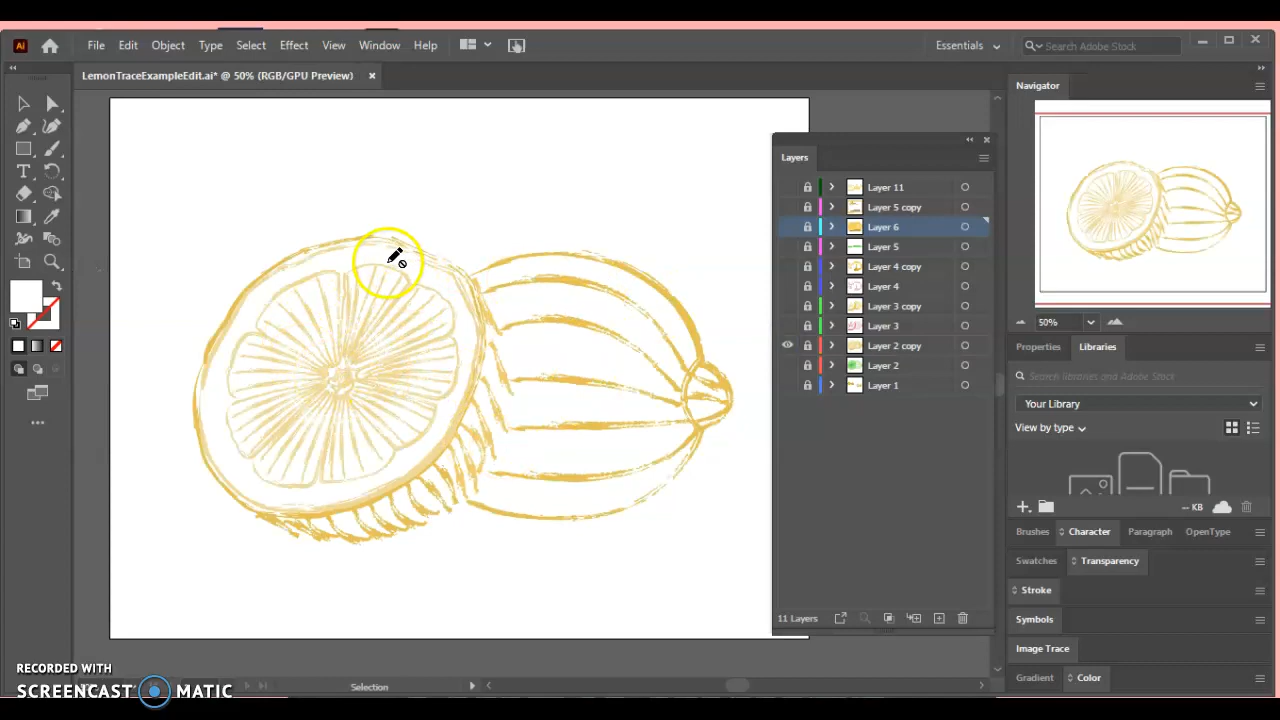 Ai File Edit Object Type Select Effect View Window Help Essentials Search Adobe Stock
LemonTraceExampleEdit.ai* @ 50% (RGB/GPU Preview)
Navigator
Layers
Layer 11
Layer 5 copy
Layer 6
Layer 5
Layer 4 copy
Layer 4
Layer 3 copy
Layer 3
Layer 2 copy
Layer 2
Layer 1
11 Layers
50%
Properties Libraries
Search libraries and Adobe Stock
Your Library
View by type
-- KB
Brushes Character Paragraph OpenType
Swatches Transparency
Stroke
Symbols
Image Trace
Gradient Color
Selection
RECORDED WITH
SCREENCAST MATIC